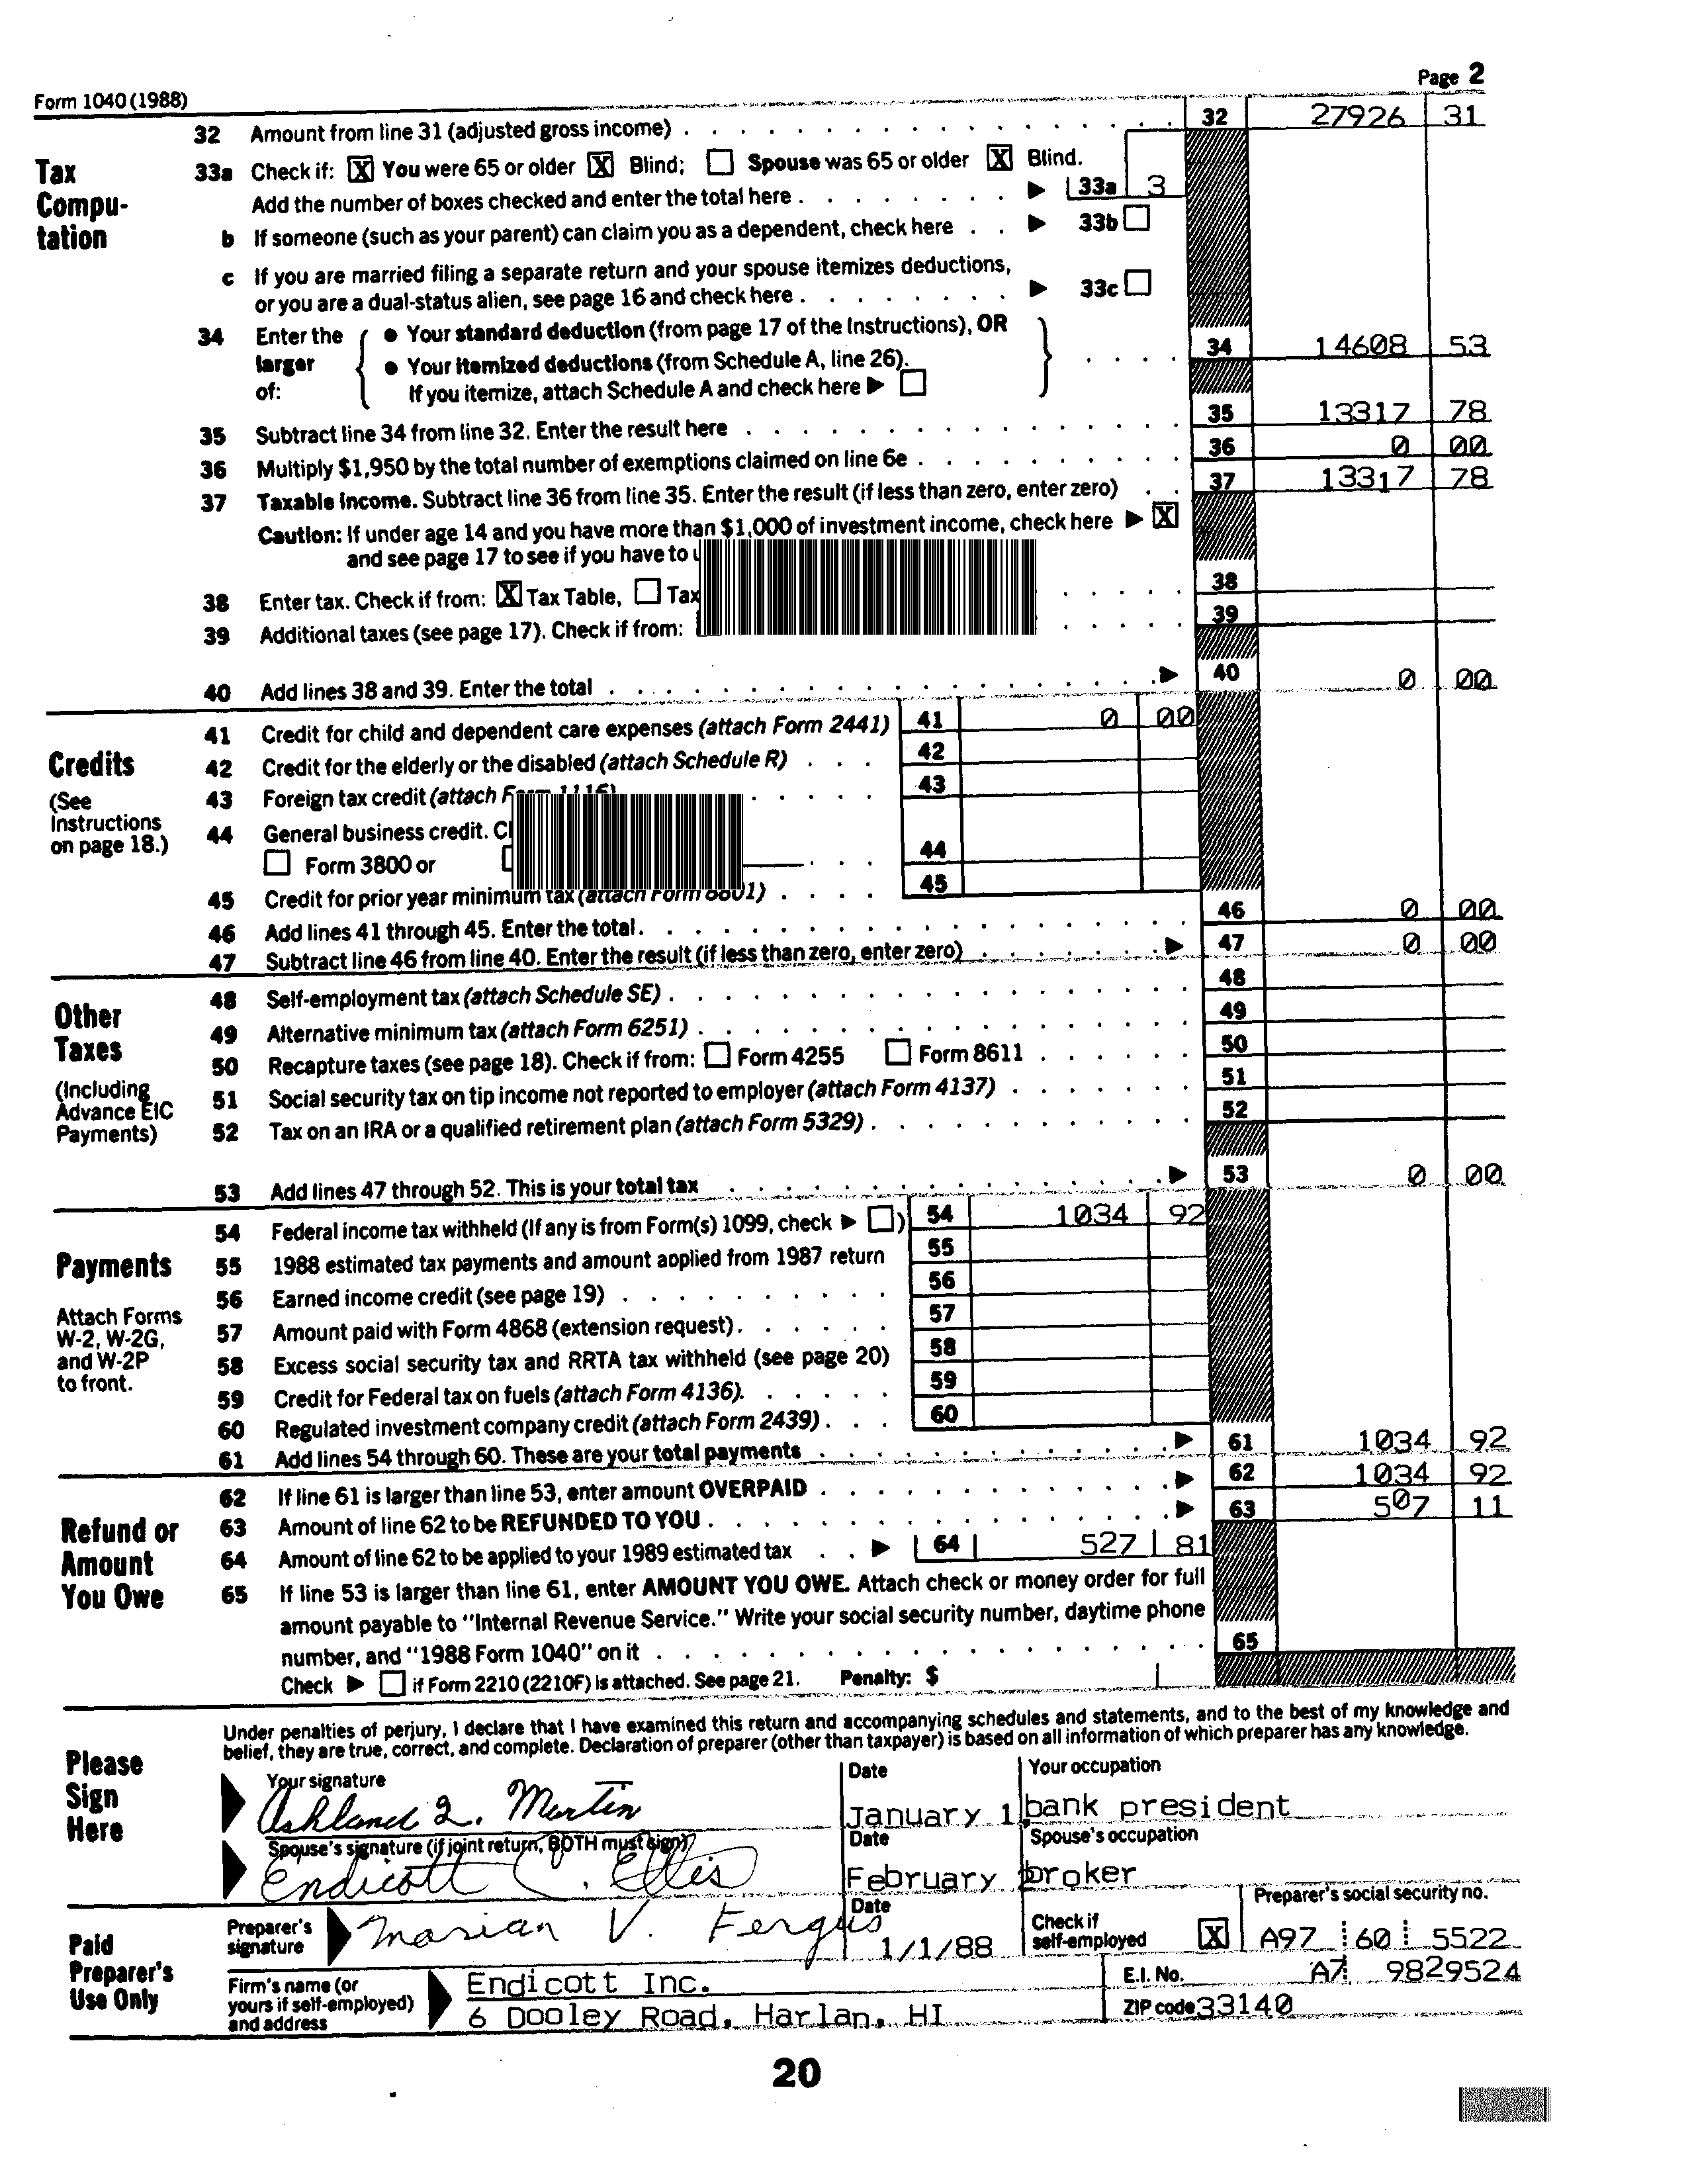 Form 1040 (1988) Page 2
32 Amount from line 31 (adjusted gross income) 32 27926 31
Tax Compu- tation
33a Check if: X You were 65 or older X Blind; Spouse was 65 or older X Blind.
Add the number of boxes checked and enter the total here 33a 3
b If someone (such as your parent) can claim you as a dependent, check here 33b
c If you are married filing a separate return and your spouse itemizes deductions,
or you are a dual-status alien, see page 16 and check here 33c
34 Enter the larger of:
● Your standard deduction (from page 17 of the Instructions), OR
● Your itemized deductions (from Schedule A, line 26). 34 14608 53
If you itemize, attach Schedule A and check here
35 Subtract line 34 from line 32. Enter the result here 35 13317 78
36 Multiply $1,950 by the total number of exemptions claimed on line 6e 36 0 00
37 Taxable income. Subtract line 36 from line 35. Enter the result (if less than zero, enter zero) 37 13317 78
Caution: If under age 14 and you have more than $1,000 of investment income, check here X
and see page 17 to see if you have to
38 Enter tax. Check if from: X Tax Table, Tax 38
39 Additional taxes (see page 17). Check if from: 39
40 Add lines 38 and 39. Enter the total 40 0 00
Credits
(See Instructions on page 18.)
41 Credit for child and dependent care expenses (attach Form 2441) 41 0 00
42 Credit for the elderly or the disabled (attach Schedule R) 42
43 Foreign tax credit (attach Form 1116) 43
44 General business credit.
Form 3800 or 44
45 Credit for prior year minimum tax (attach Form 8801) 45
46 Add lines 41 through 45. Enter the total. 46 0 00
47 Subtract line 46 from line 40. Enter the result (if less than zero, enter zero) 47 0 00
Other Taxes
(Including Advance EIC Payments)
48 Self-employment tax (attach Schedule SE) 48
49 Alternative minimum tax (attach Form 6251) 49
50 Recapture taxes (see page 18). Check if from: Form 4255 Form 8611 50
51 Social security tax on tip income not reported to employer (attach Form 4137) 51
52 Tax on an IRA or a qualified retirement plan (attach Form 5329) 52
53 Add lines 47 through 52. This is your total tax 53 0 00
Payments
Attach Forms W-2, W-2G, and W-2P to front.
54 Federal income tax withheld (If any is from Form(s) 1099, check ) 54 1034 92
55 1988 estimated tax payments and amount applied from 1987 return 55
56 Earned income credit (see page 19) 56
57 Amount paid with Form 4868 (extension request) 57
58 Excess social security tax and RRTA tax withheld (see page 20) 58
59 Credit for Federal tax on fuels (attach Form 4136) 59
60 Regulated investment company credit (attach Form 2439) 60
61 Add lines 54 through 60. These are your total payments 61 1034 92
Refund or Amount You Owe
62 If line 61 is larger than line 53, enter amount OVERPAID 62 1034 92
63 Amount of line 62 to be REFUNDED TO YOU 63 507 11
64 Amount of line 62 to be applied to your 1989 estimated tax 64 527 81
65 If line 53 is larger than line 61, enter AMOUNT YOU OWE. Attach check or money order for full
amount payable to "Internal Revenue Service." Write your social security number, daytime phone
number, and "1988 Form 1040" on it 65
Check if Form 2210 (2210F) is attached. See page 21. Penalty: $
Please Sign Here
Under penalties of perjury, I declare that I have examined this return and accompanying schedules and statements, and to the best of my knowledge and
belief, they are true, correct, and complete. Declaration of preparer (other than taxpayer) is based on all information of which preparer has any knowledge.
Your signature Date Your occupation
Ashland Q. Martin January 1, bank president
Spouse's signature (if joint return, BOTH must sign) Date Spouse's occupation
Endicott C. Ellis February broker
Paid Preparer's Use Only
Preparer's signature Date Check if self-employed X Preparer's social security no.
Marian V. Fergus 1/1/88 A97 60 5522
Firm's name (or yours if self-employed) and address
Endicott Inc. E.I. No. A7 9829524
6 Dooley Road, Harlan, HI ZIP code 33140
20